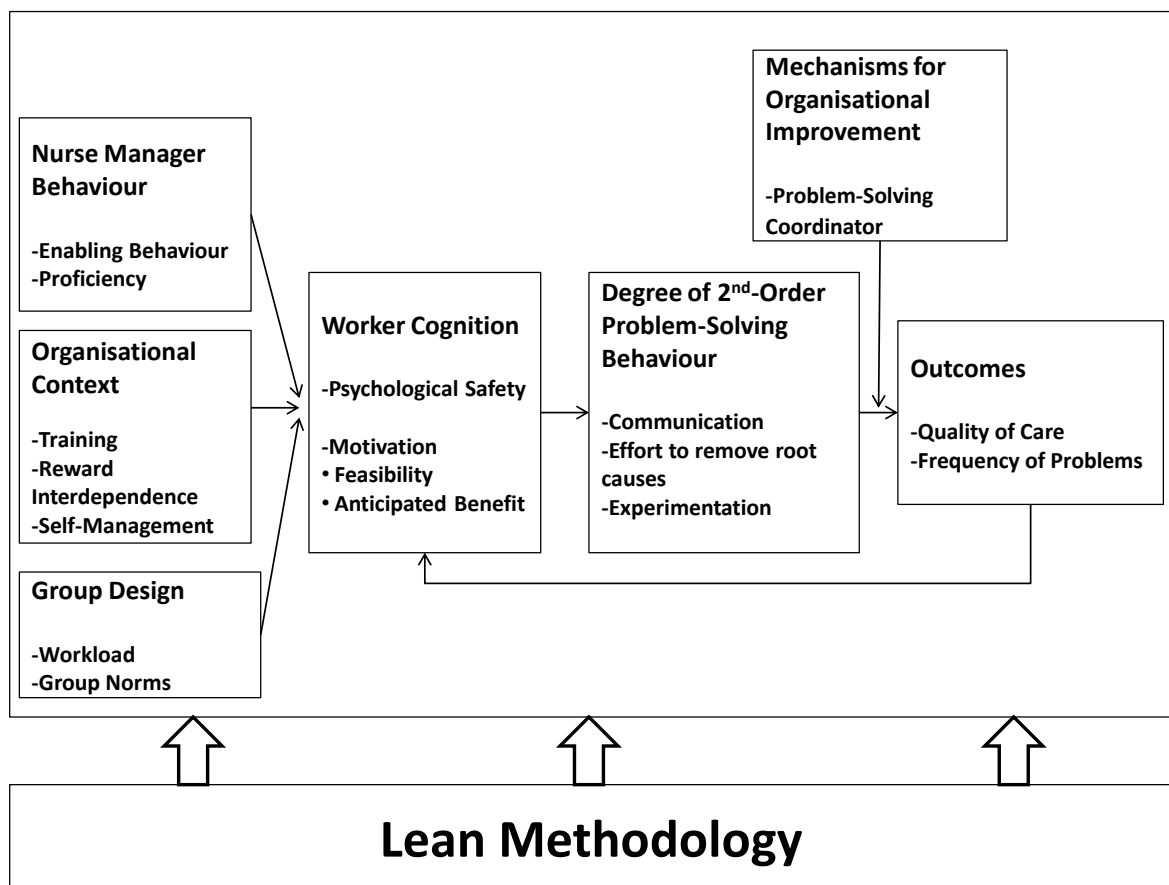 Nurse Manager
Behaviour
-Enabling Behaviour
-Proficiency
Organisational
Context
-Training
-Reward
Interdependence
-Self-Management
Group Design
-Workload
-Group Norms
Worker Cognition
-Psychological Safety
-Motivation
• Feasibility
• Anticipated Benefit
Degree of 2nd-Order
Problem-Solving
Behaviour
-Communication
-Effort to remove root
causes
-Experimentation
Mechanisms for
Organisational
Improvement
-Problem-Solving
Coordinator
Outcomes
-Quality of Care
-Frequency of Problems
Lean Methodology